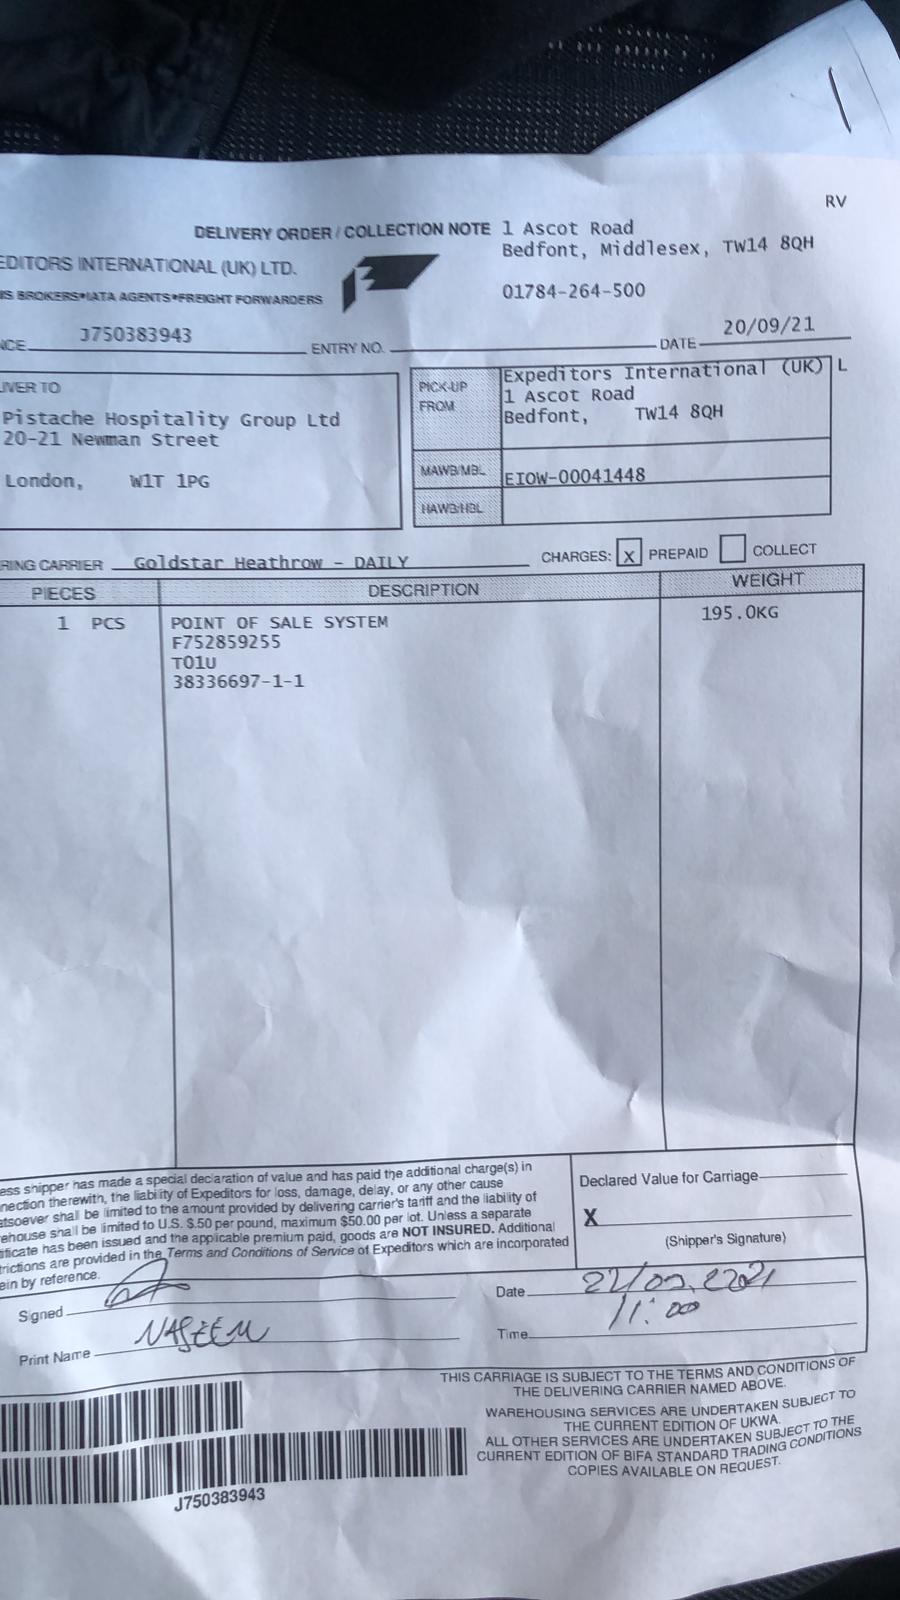 RV
DELIVERY ORDER / COLLECTION NOTE 1 Ascot Road
Bedfont, Middlesex, TW14 8QH
EDITORS INTERNATIONAL (UK) LTD.
IS BROKERS•IATA AGENTS•FREIGHT FORWARDERS
01784-264-500
NCE J750383943 ENTRY NO. DATE 20/09/21
IVER TO
Pistache Hospitality Group Ltd
20-21 Newman Street
London, W1T 1PG
PICK-UP FROM
Expeditors International (UK) L
1 Ascot Road
Bedfont, TW14 8QH
MAWB/MBL EIOW-00041448
HAWB/HBL
RING CARRIER Goldstar Heathrow - DAILY CHARGES: X PREPAID COLLECT
PIECES DESCRIPTION WEIGHT
1 PCS POINT OF SALE SYSTEM 195.0KG
F752859255
T01U
38336697-1-1
ess shipper has made a special declaration of value and has paid the additional charge(s) in
nection therewith, the liability of Expeditors for loss, damage, delay, or any other cause
atsoever shall be limited to the amount provided by delivering carrier's tariff and the liability of
rehouse shall be limited to U.S. $.50 per pound, maximum $50.00 per lot. Unless a separate
tificate has been issued and the applicable premium paid, goods are NOT INSURED. Additional
trictions are provided in the Terms and Conditions of Service of Expeditors which are incorporated
ein by reference.
Declared Value for Carriage
X
(Shipper's Signature)
Signed
Date
Print Name NASEEM
Time 11:00
THIS CARRIAGE IS SUBJECT TO THE TERMS AND CONDITIONS OF
THE DELIVERING CARRIER NAMED ABOVE.
WAREHOUSING SERVICES ARE UNDERTAKEN SUBJECT TO
THE CURRENT EDITION OF UKWA.
ALL OTHER SERVICES ARE UNDERTAKEN SUBJECT TO THE
CURRENT EDITION OF BIFA STANDARD TRADING CONDITIONS
COPIES AVAILABLE ON REQUEST.
J750383943